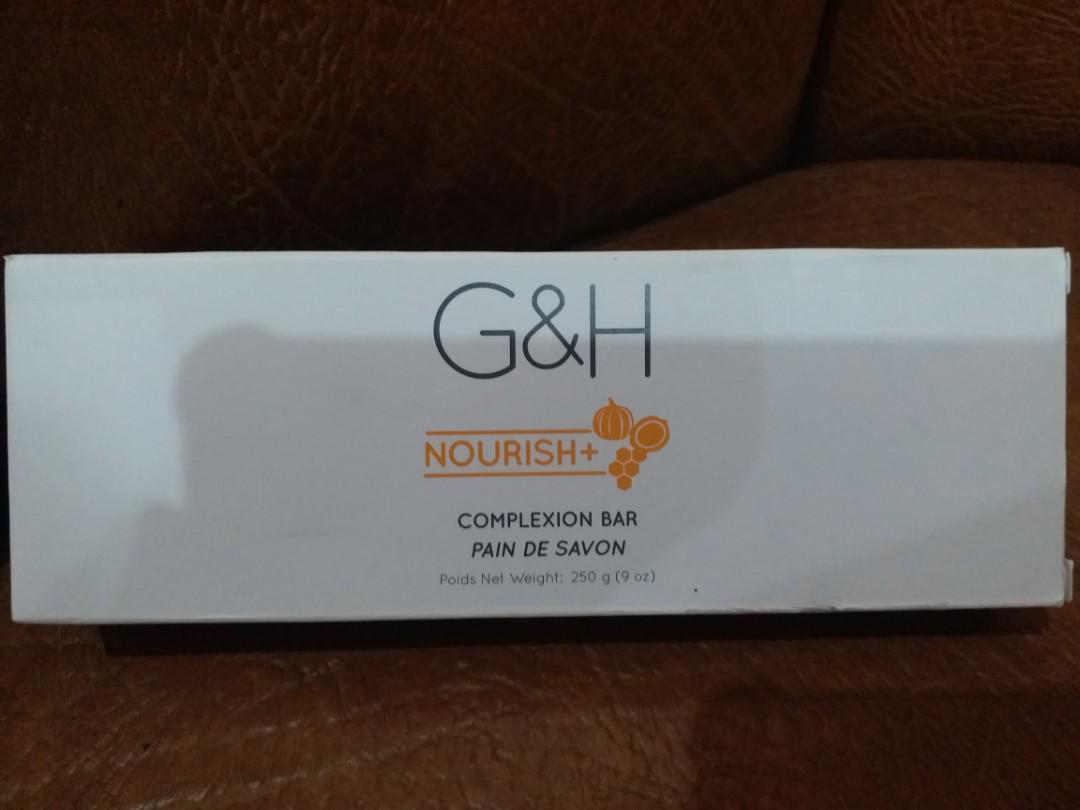 G&H
NOURISH+
COMPLEXION BAR
PAIN DE SAVON
Poids Net Weight: 250 g (9 oz)